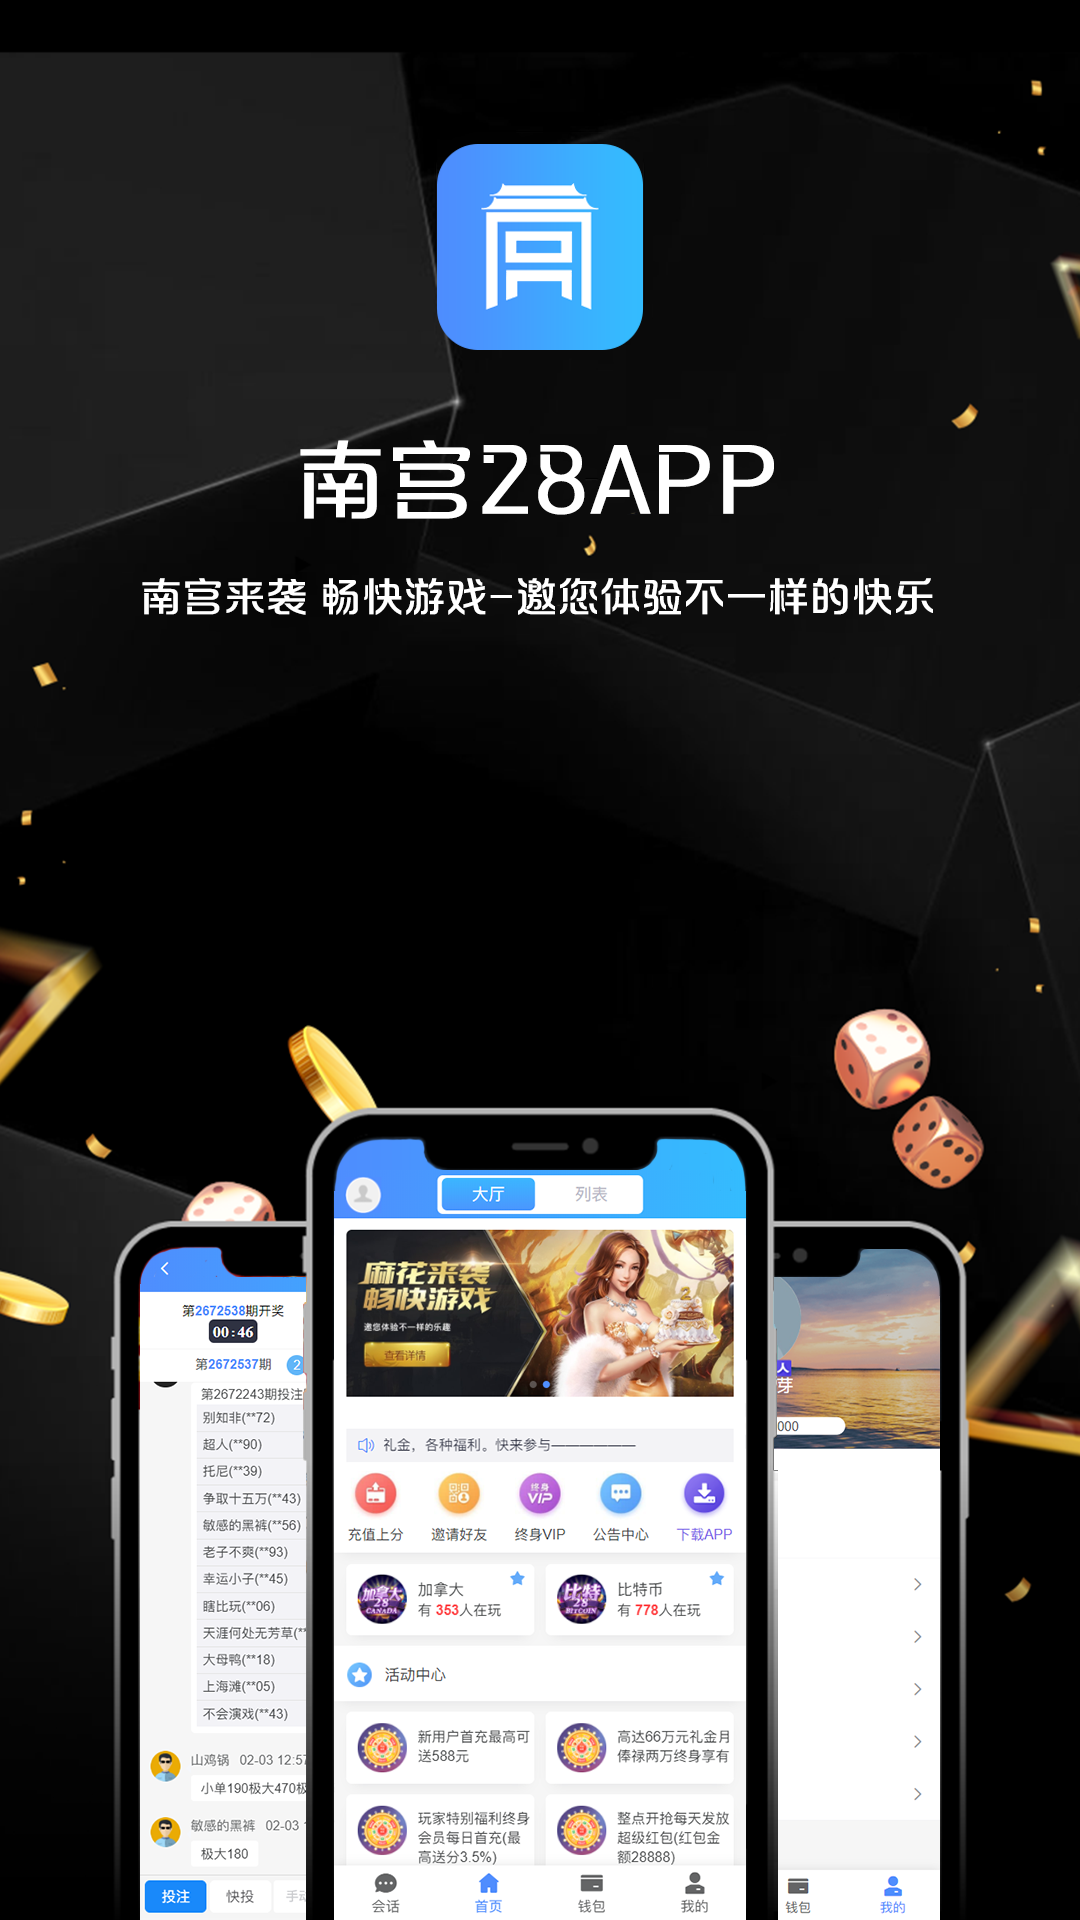 南宫28APP
南宫来袭 畅快游戏-邀您体验不一样的快乐
大厅
列表
麻花来袭
畅快游戏
邀您体验不一样的乐趣
查看详情
礼金，各种福利。快来参与——————
充值上分
邀请好友
终身
VIP
终身VIP
公告中心
下载APP
加拿大
28
CANADA
加拿大
有 353人在玩
比特
28
BITCOIN
比特币
有 778人在玩
活动中心
新用户首充最高可
送588元
高达66万元礼金月
俸禄两万终身享有
玩家特别福利终身
会员每日首充(最
高送分3.5%)
整点开抢每天发放
超级红包(红包金
额28888)
会话
首页
钱包
我的
第2672538期开奖
00:46
第2672537期
2
第2672243期投注
别知非(**72)
超人(**90)
托尼(**39)
争取十五万(**43)
敏感的黑裤(**56)
老子不爽(**93)
幸运小子(**45)
瞎比玩(**06)
天涯何处无芳草(**
大母鸭(**18)
上海滩(**05)
不会演戏(**43)
山鸡锅 02-03 12:57
小单190极大470极
敏感的黑裤 02-03
极大180
投注
快投
手动
人
芽
000
钱包
我的